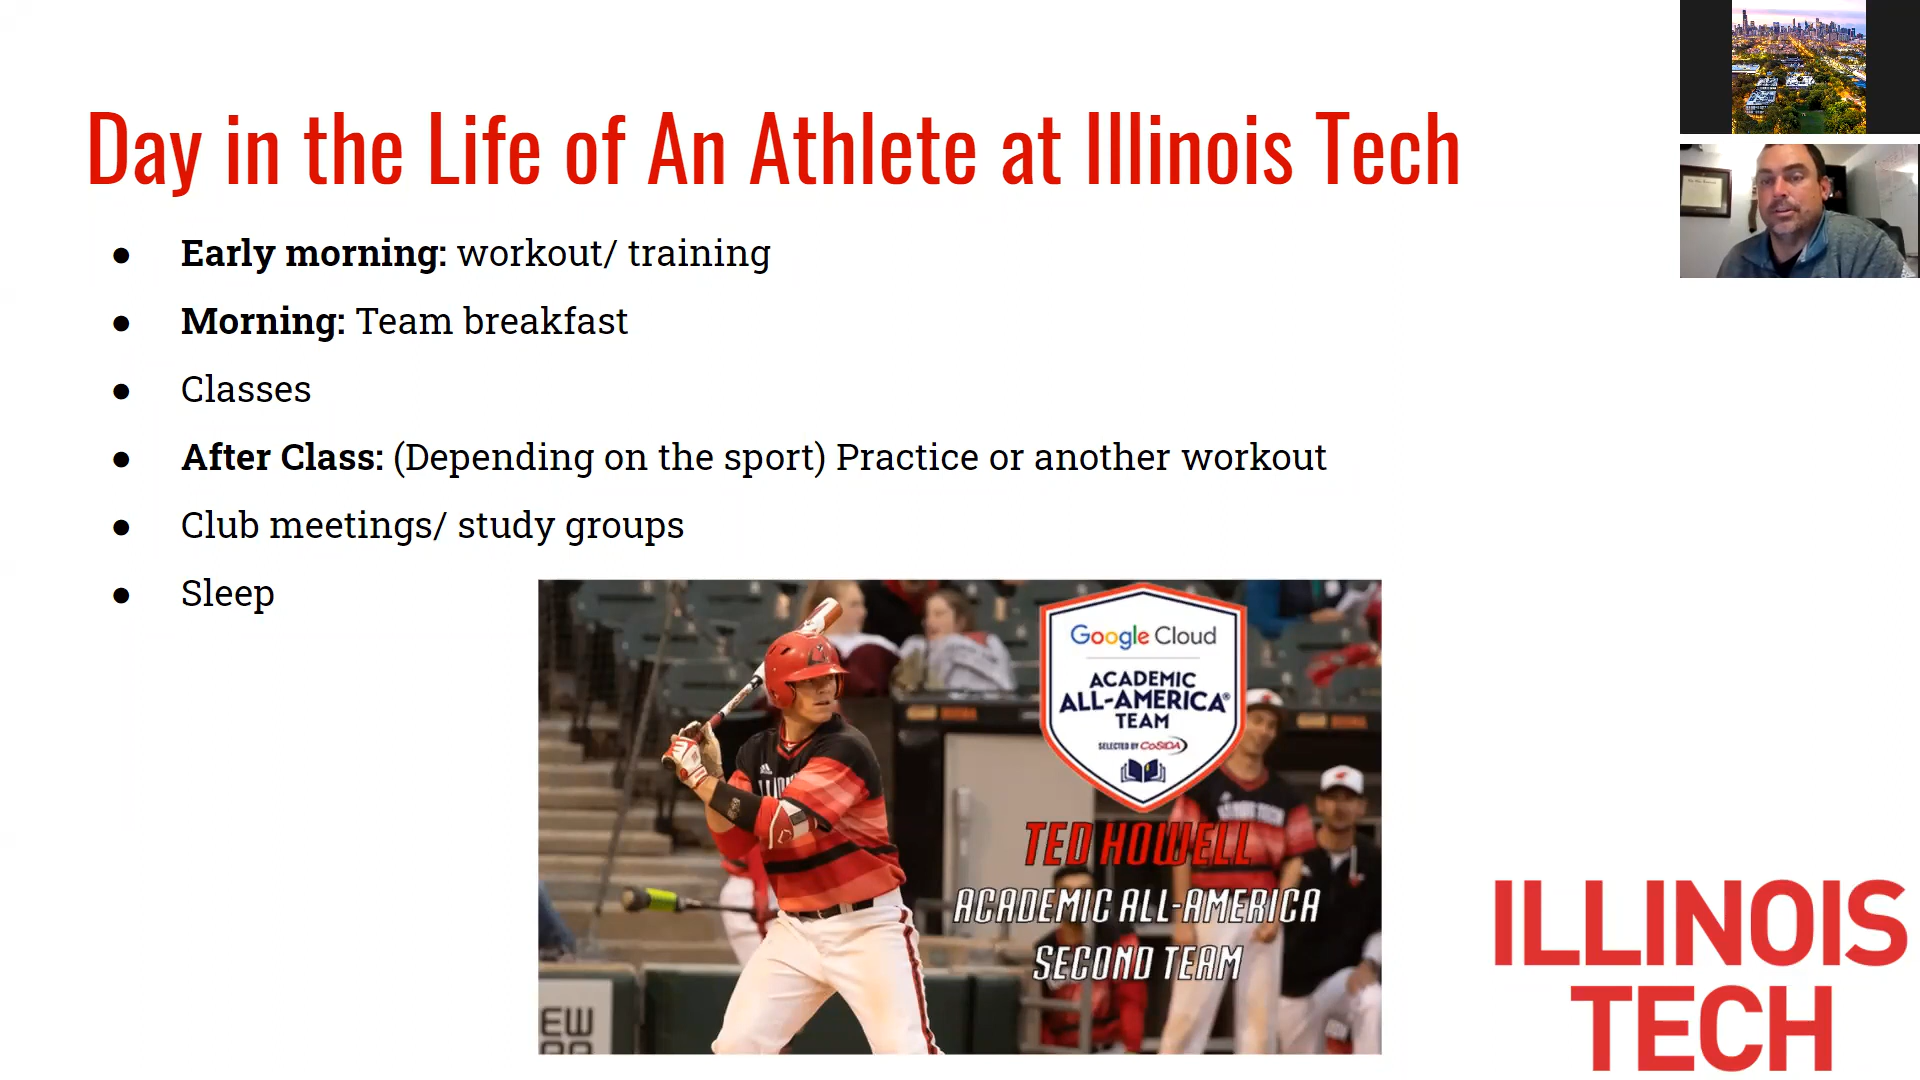 Day in the Life of An Athlete at Illinois Tech
● Early morning: workout/ training
● Morning: Team breakfast
● Classes
● After Class: (Depending on the sport) Practice or another workout
● Club meetings/ study groups
● Sleep
Google Cloud
ACADEMIC
ALL-AMERICA®
TEAM
SELECTED BY CoSIDA
TED HOWELL
ACADEMIC ALL-AMERICA
SECOND TEAM
ILLINOIS
TECH